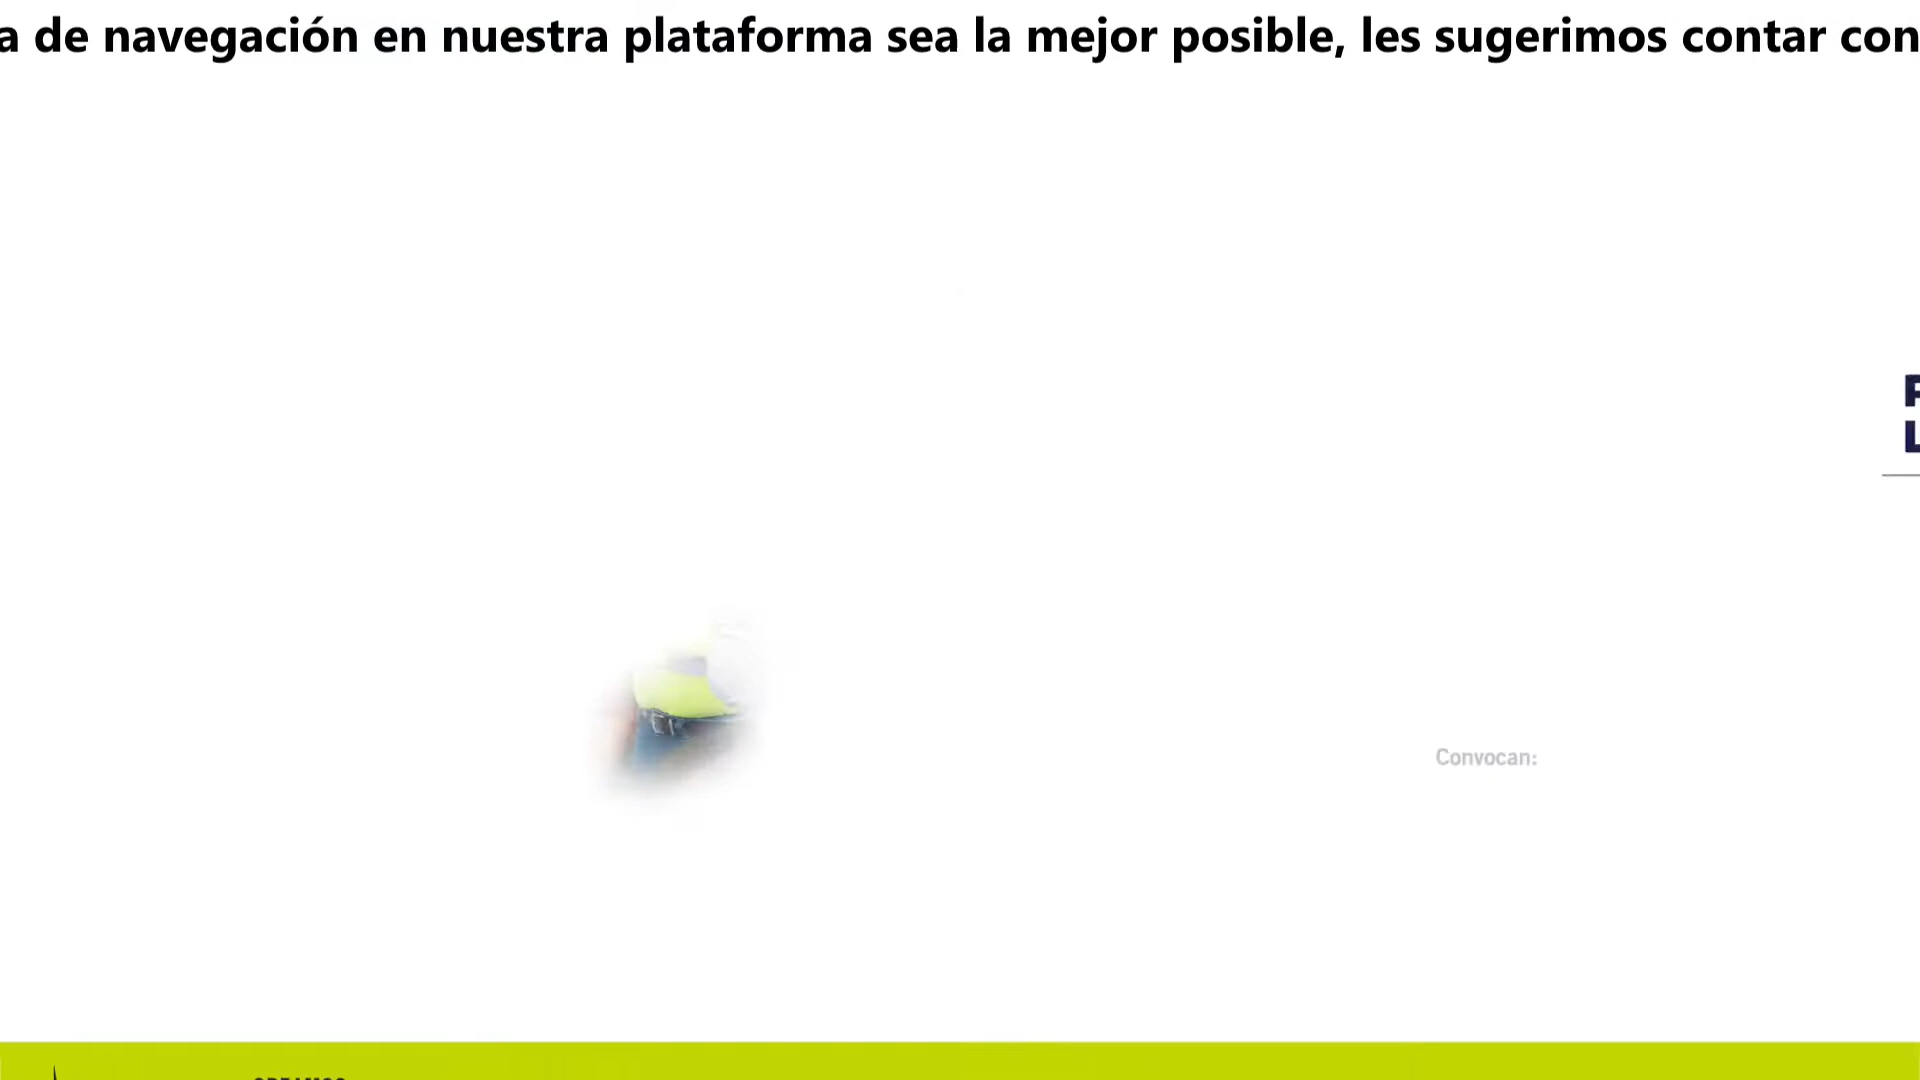 a de navegación en nuestra plataforma sea la mejor posible, les sugerimos contar con
Convocan: